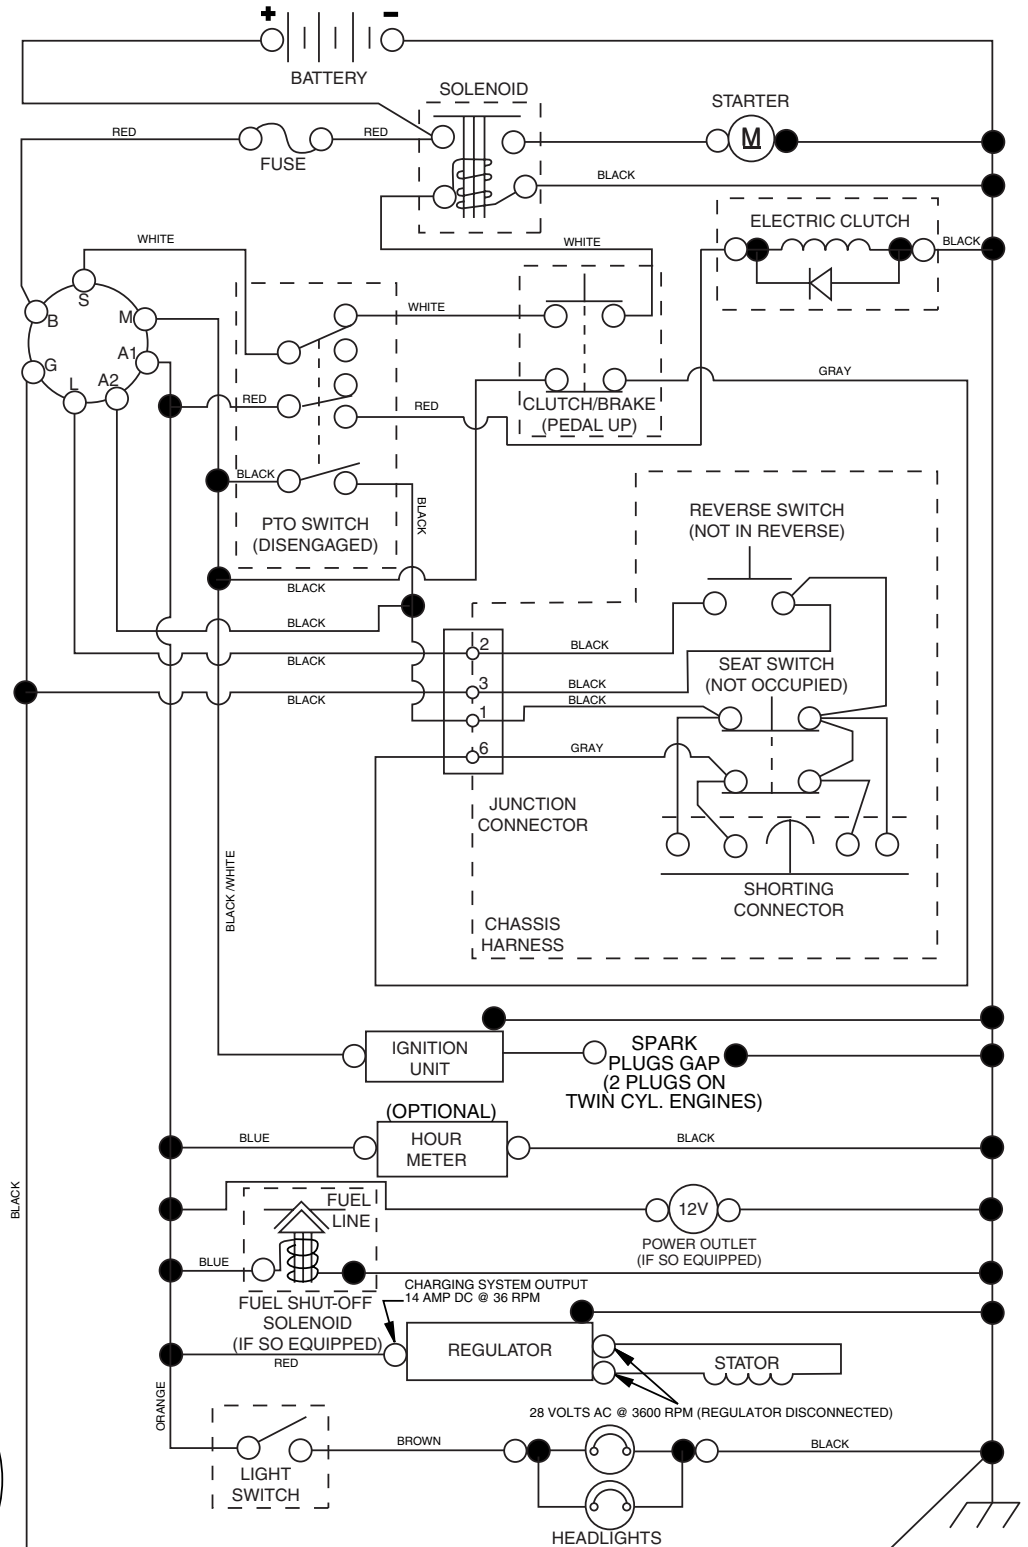 + -
BATTERY
SOLENOID
STARTER
RED
RED
FUSE
M
BLACK
ELECTRIC CLUTCH
WHITE
WHITE
BLACK
S
B
M
WHITE
G
A1
L
A2
GRAY
RED
RED
CLUTCH/BRAKE
(PEDAL UP)
BLACK
BLACK
PTO SWITCH
(DISENGAGED)
REVERSE SWITCH
(NOT IN REVERSE)
BLACK
BLACK
2
BLACK
BLACK
SEAT SWITCH
(NOT OCCUPIED)
3
BLACK
BLACK
BLACK
1
6
GRAY
JUNCTION
CONNECTOR
BLACK /WHITE
SHORTING
CONNECTOR
CHASSIS
HARNESS
IGNITION
UNIT
SPARK
PLUGS GAP
(2 PLUGS ON
TWIN CYL. ENGINES)
(OPTIONAL)
HOUR
METER
BLUE
BLACK
BLACK
FUEL
LINE
12V
POWER OUTLET
(IF SO EQUIPPED)
BLUE
FUEL SHUT-OFF
SOLENOID
(IF SO EQUIPPED)
CHARGING SYSTEM OUTPUT
14 AMP DC @ 36 RPM
RED
REGULATOR
STATOR
28 VOLTS AC @ 3600 RPM (REGULATOR DISCONNECTED)
ORANGE
BROWN
BLACK
LIGHT
SWITCH
HEADLIGHTS